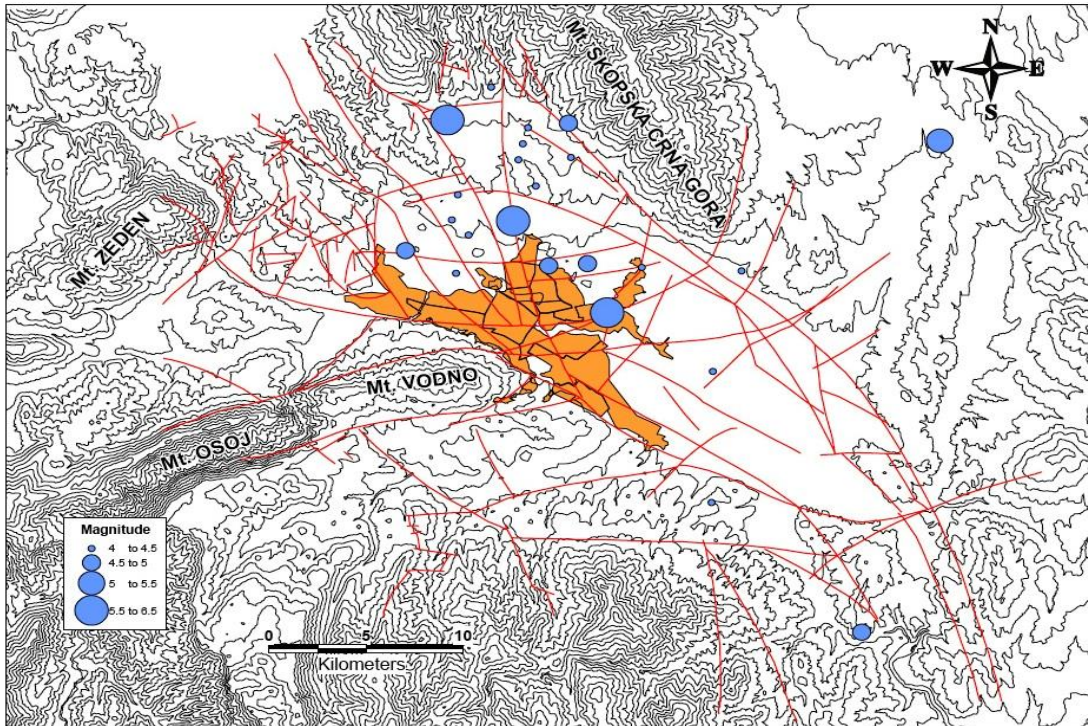 N
W E
S
Mt. SKOPSKA CRNA GORA
Mt. ZEDEN
Mt. VODNO
Mt. OSOJ
Magnitude
4 to 4.5
4.5 to 5
5 to 5.5
5.5 to 6.5
0 5 10
Kilometers